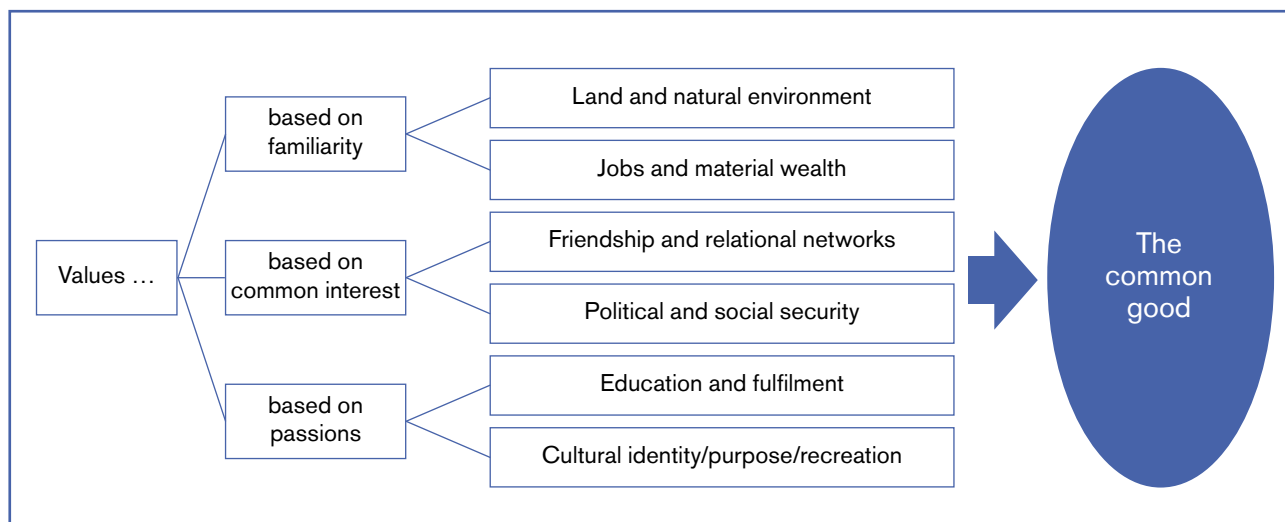 Values …
based on
familiarity
Land and natural environment
Jobs and material wealth
based on
common interest
Friendship and relational networks
Political and social security
based on
passions
Education and fulfilment
Cultural identity/purpose/recreation
The
common
good